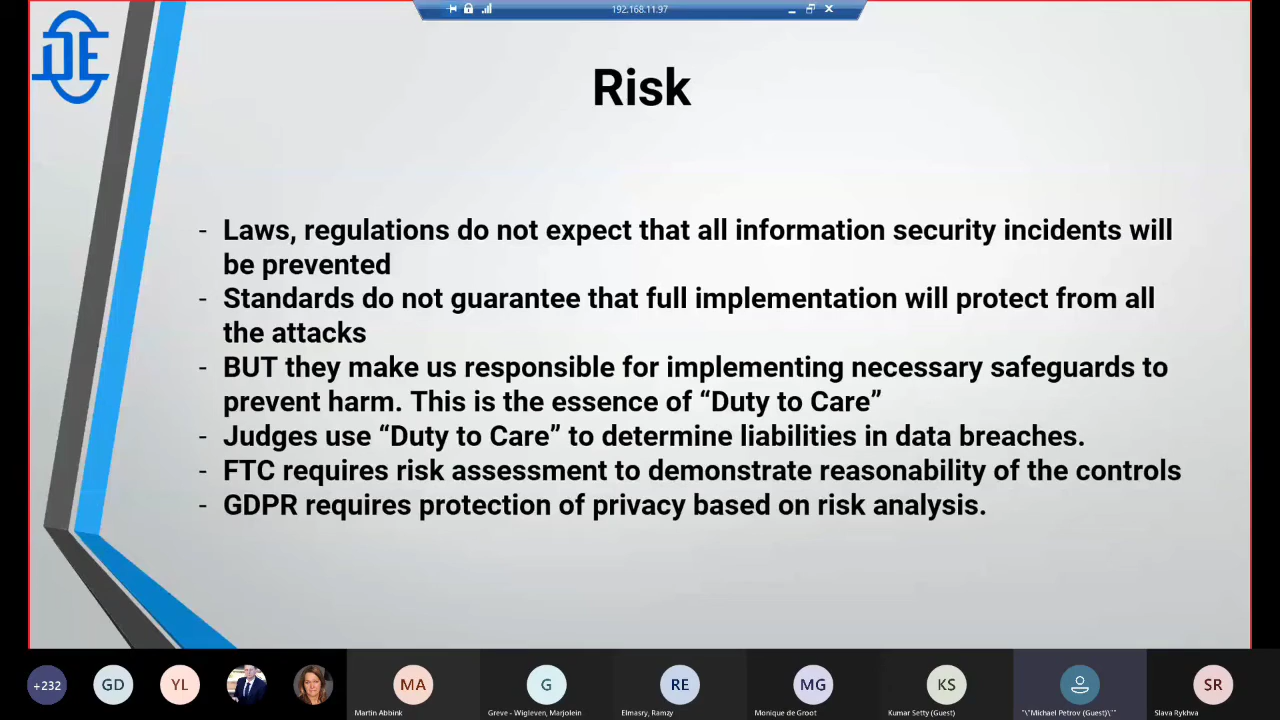 192.168.11.97
DE
Risk
- Laws, regulations do not expect that all information security incidents will
be prevented
- Standards do not guarantee that full implementation will protect from all
the attacks
- BUT they make us responsible for implementing necessary safeguards to
prevent harm. This is the essence of “Duty to Care”
- Judges use “Duty to Care” to determine liabilities in data breaches.
- FTC requires risk assessment to demonstrate reasonability of the controls
- GDPR requires protection of privacy based on risk analysis.
+232 GD YL MA G RE MG KS SR
Martin Abbink Greve - Wigleven, Marjolein Elmasry, Ramzy Monique de Groot Kumar Setty (Guest) "\"Michael Petrov (Guest)\"" Slava Rykhva